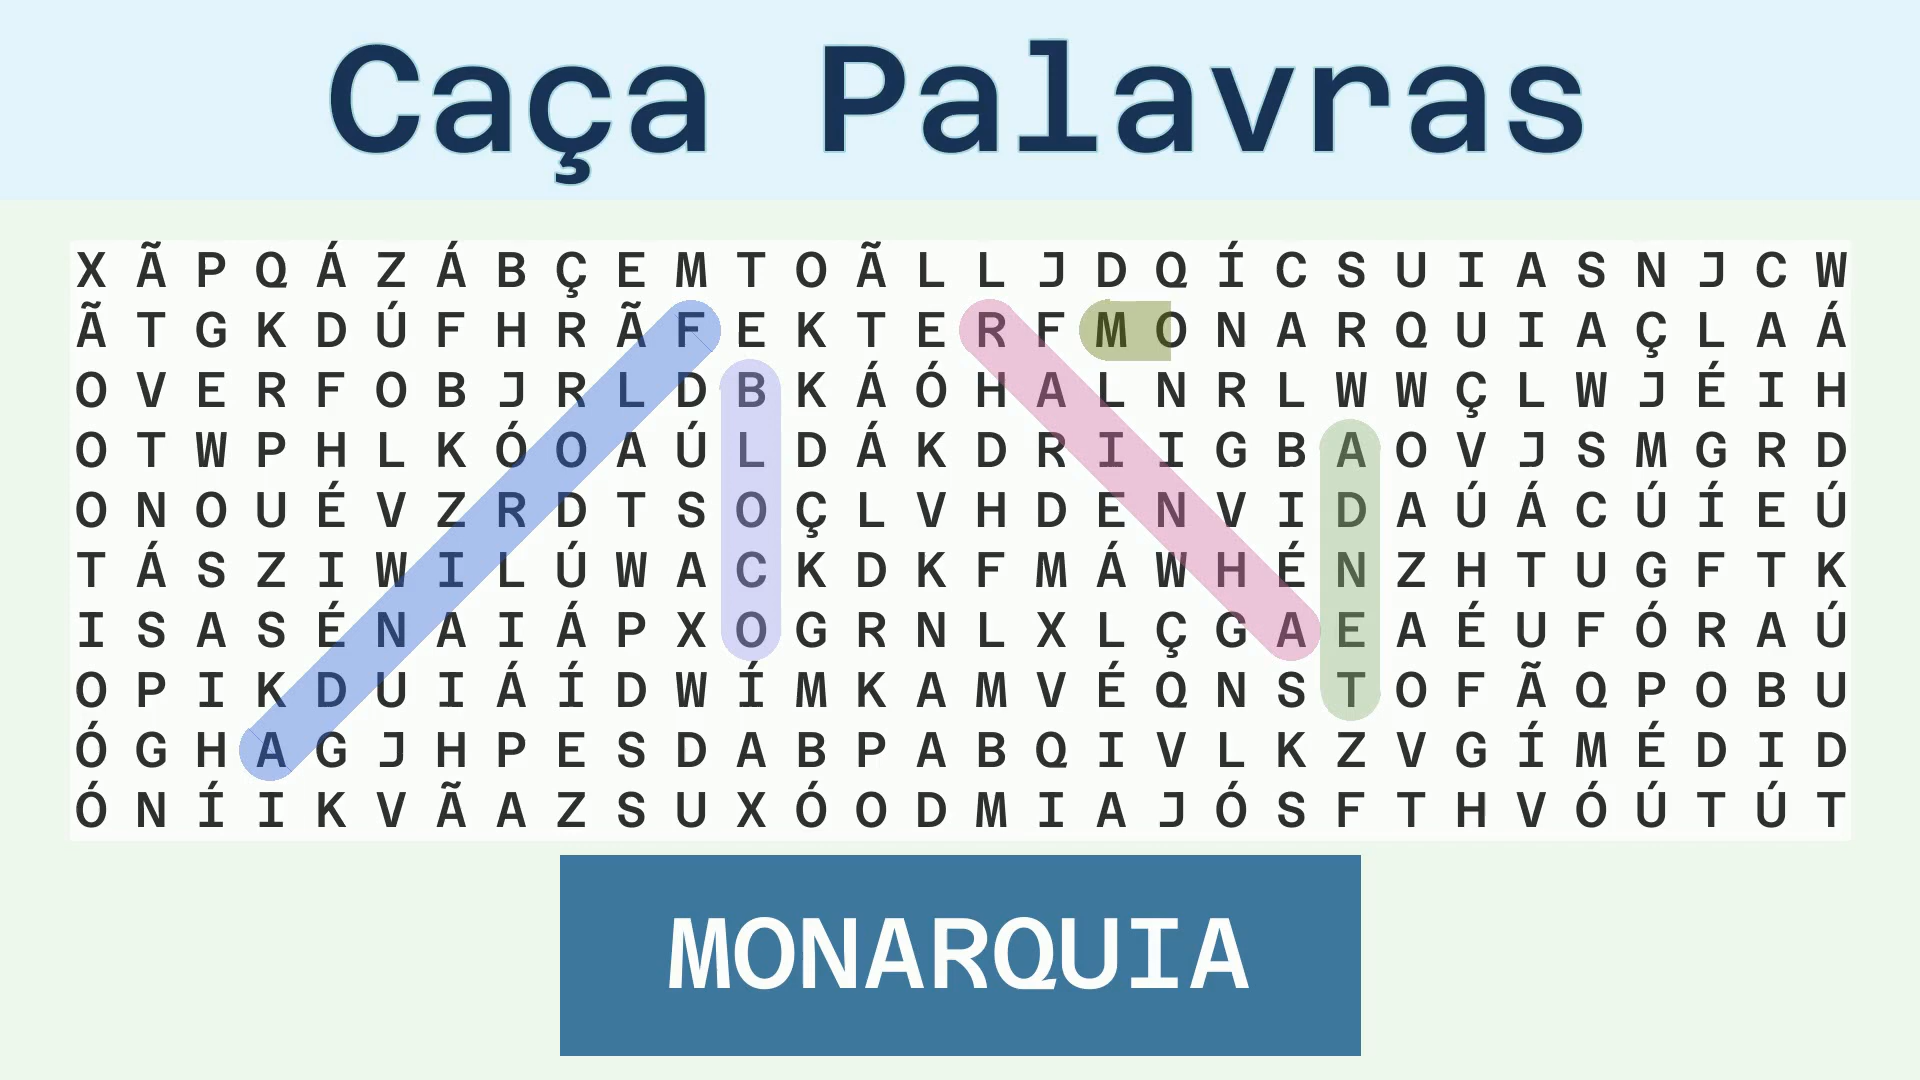 Caça Palavras
X Ã P Q Á Z Á B Ç E M T O Ã L L J D Q Í C S U I A S N J C W
Ã T G K D Ú F H R Ã F E K T E R F M O N A R Q U I A Ç L A Á
O V E R F O B J R L D B K Á Ó H A L N R L W W Ç L W J É I H
O T W P H L K Ó O A Ú L D Á K D R I I G B A O V J S M G R D
O N O U É V Z R D T S O Ç L V H D E N V I D A Ú Á C Ú Í E Ú
T Á S Z I W I L Ú W A C K D K F M Á W H É N Z H T U G F T K
I S A S É N A I Á P X O G R N L X L Ç G A E A É U F Ó R A Ú
O P I K D U I Á Í D W Í M K A M V É Q N S T O F Ã Q P O B U
Ó G H A G J H P E S D A B P A B Q I V L K Z V G Í M É D I D
Ó N Í I K V Ã A Z S U X Ó O D M I A J Ó S F T H V Ó Ú T Ú T
MONARQUIA